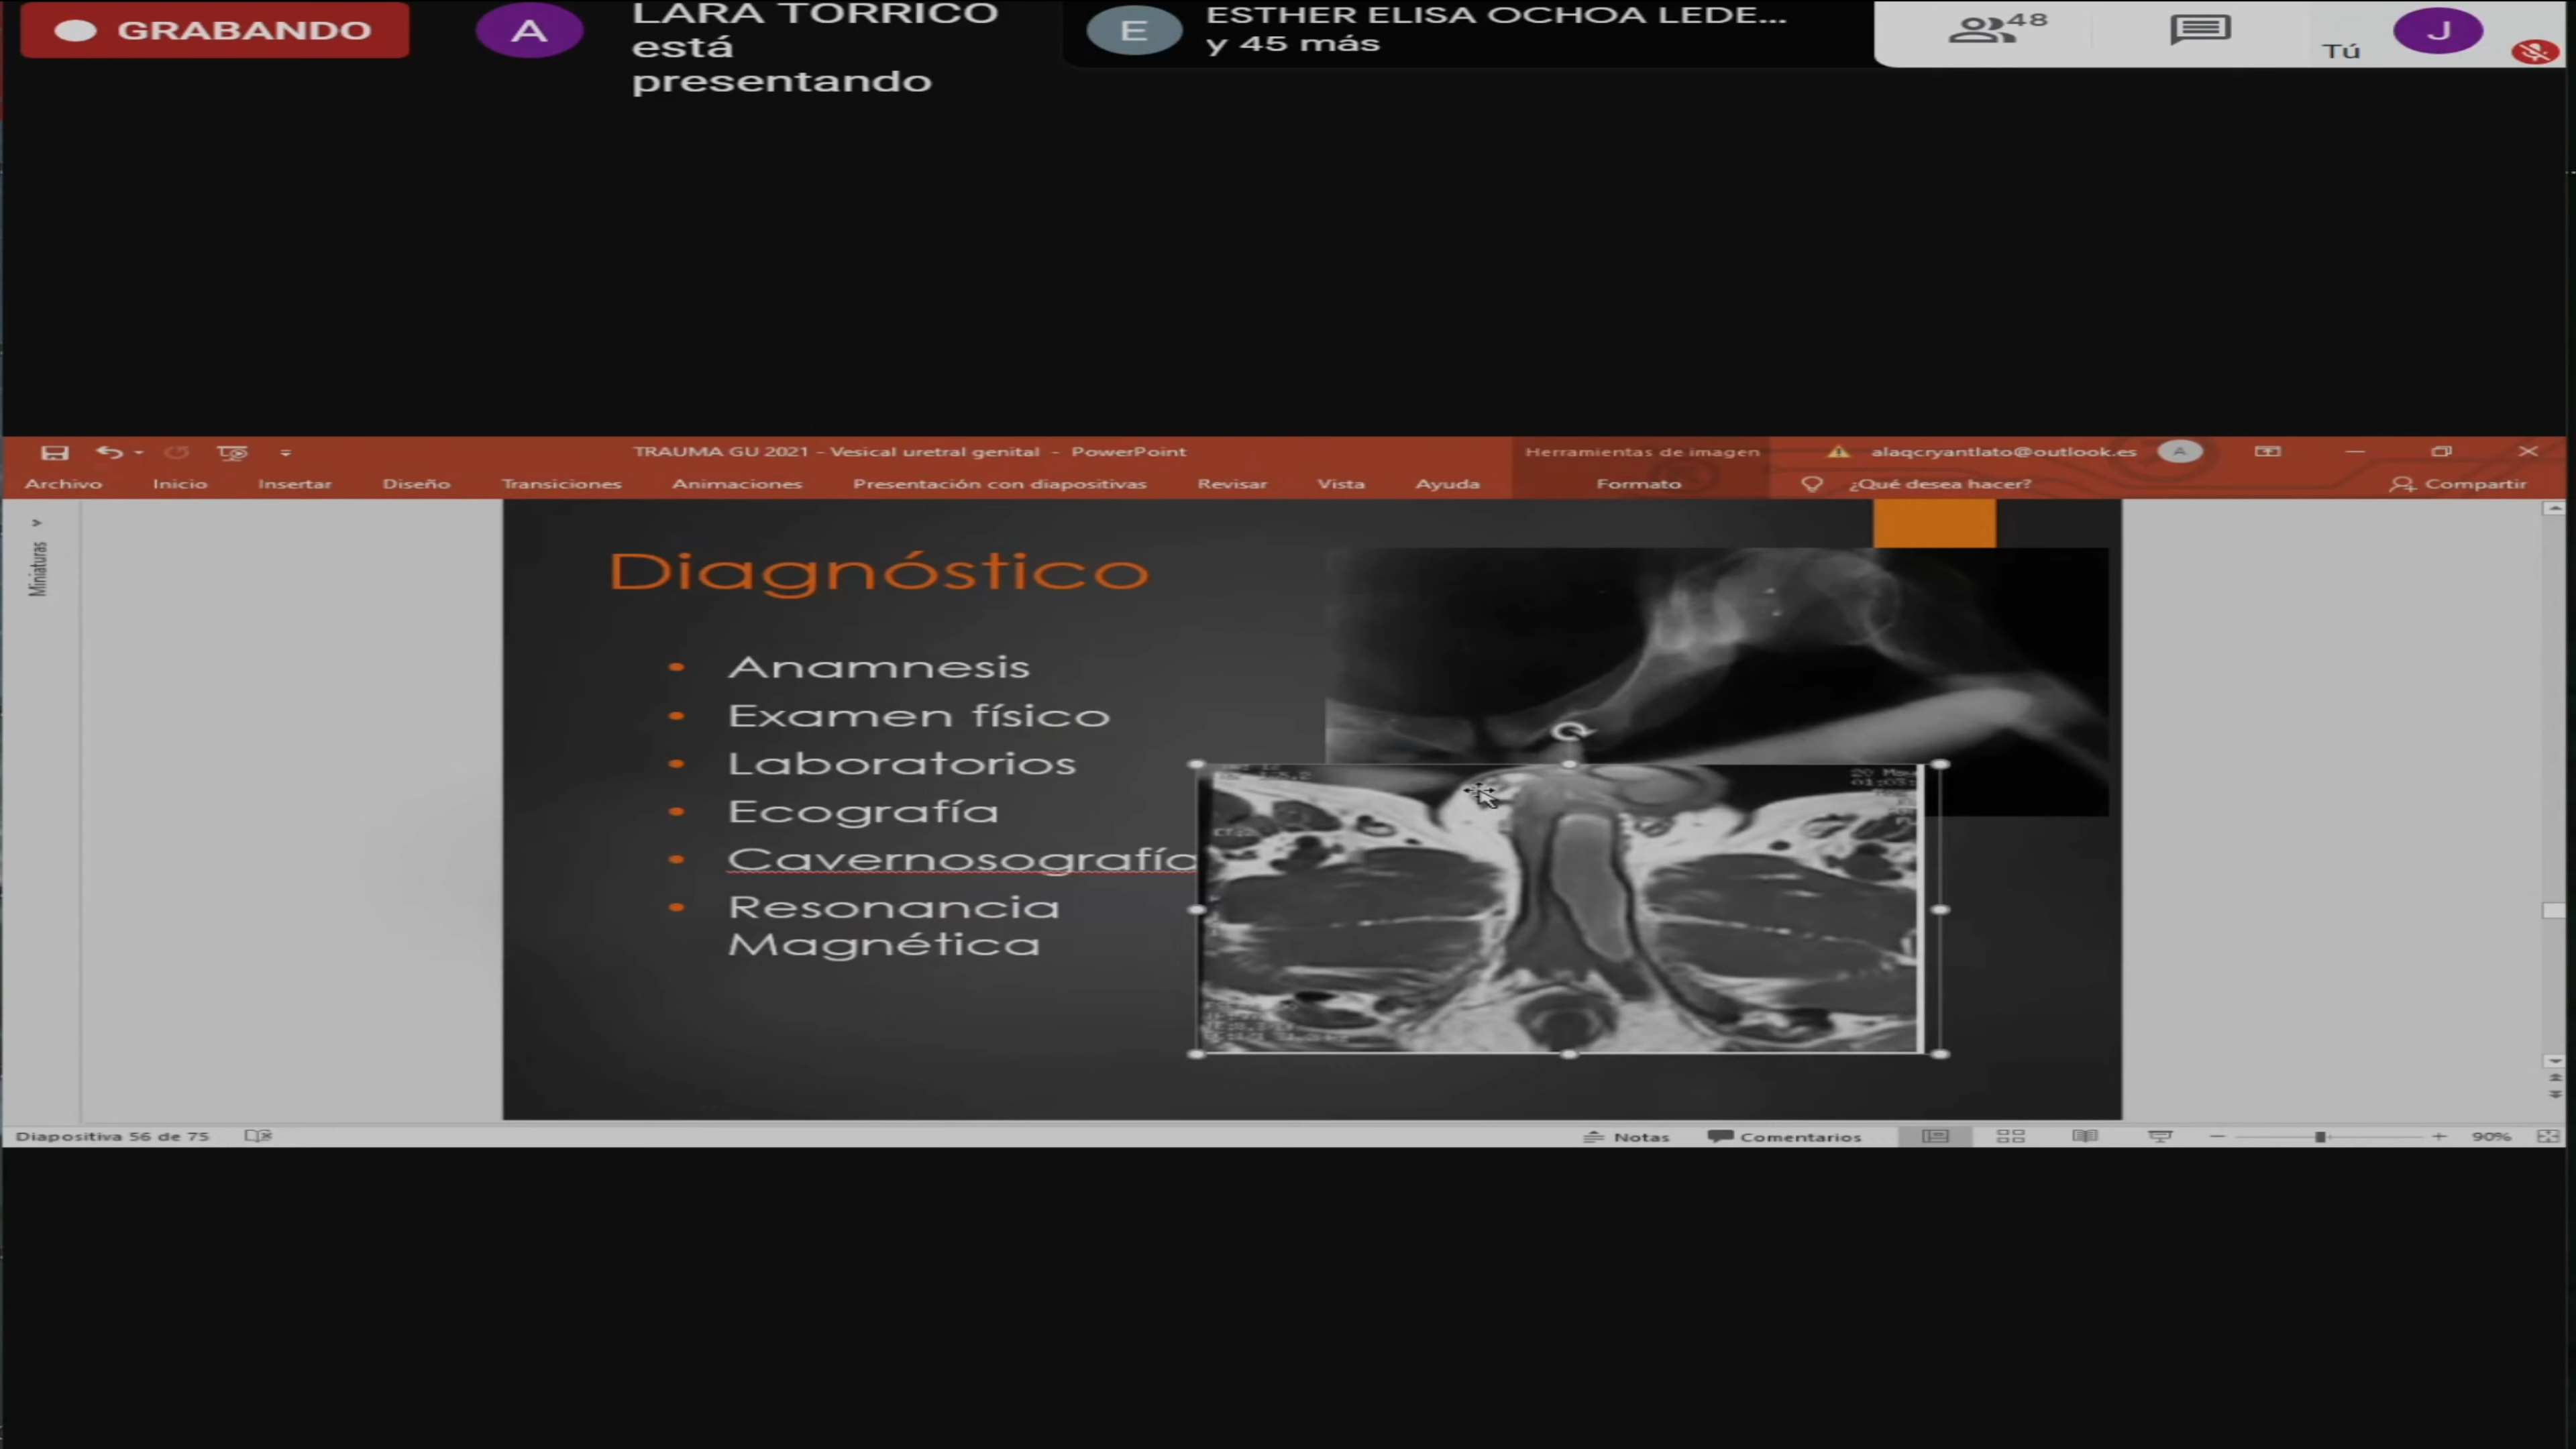 GRABANDO
A
LARA TORRICO
está
presentando
E
ESTHER ELISA OCHOA LEDE...
y 45 más
48
Tú
J
TRAUMA GU 2021 - Vesical uretral genital - PowerPoint
Herramientas de imagen
alaqcryantlato@outlook.es
A
Archivo
Inicio
Insertar
Diseño
Transiciones
Animaciones
Presentación con diapositivas
Revisar
Vista
Ayuda
Formato
¿Qué desea hacer?
Compartir
Miniaturas
Diagnóstico
• Anamnesis
• Examen físico
• Laboratorios
• Ecografía
• Cavernosografía
• Resonancia
Magnética
Diapositiva 56 de 75
Notas
Comentarios
90%